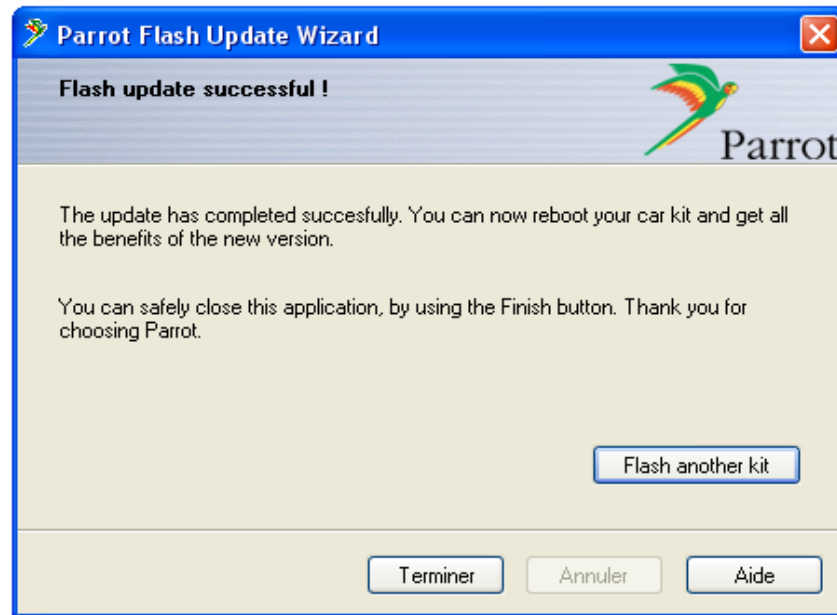 Parrot Flash Update Wizard
Flash update successful !
Parrot
The update has completed succesfully. You can now reboot your car kit and get all
the benefits of the new version.
You can safely close this application, by using the Finish button. Thank you for
choosing Parrot.
Flash another kit
Terminer
Annuler
Aide